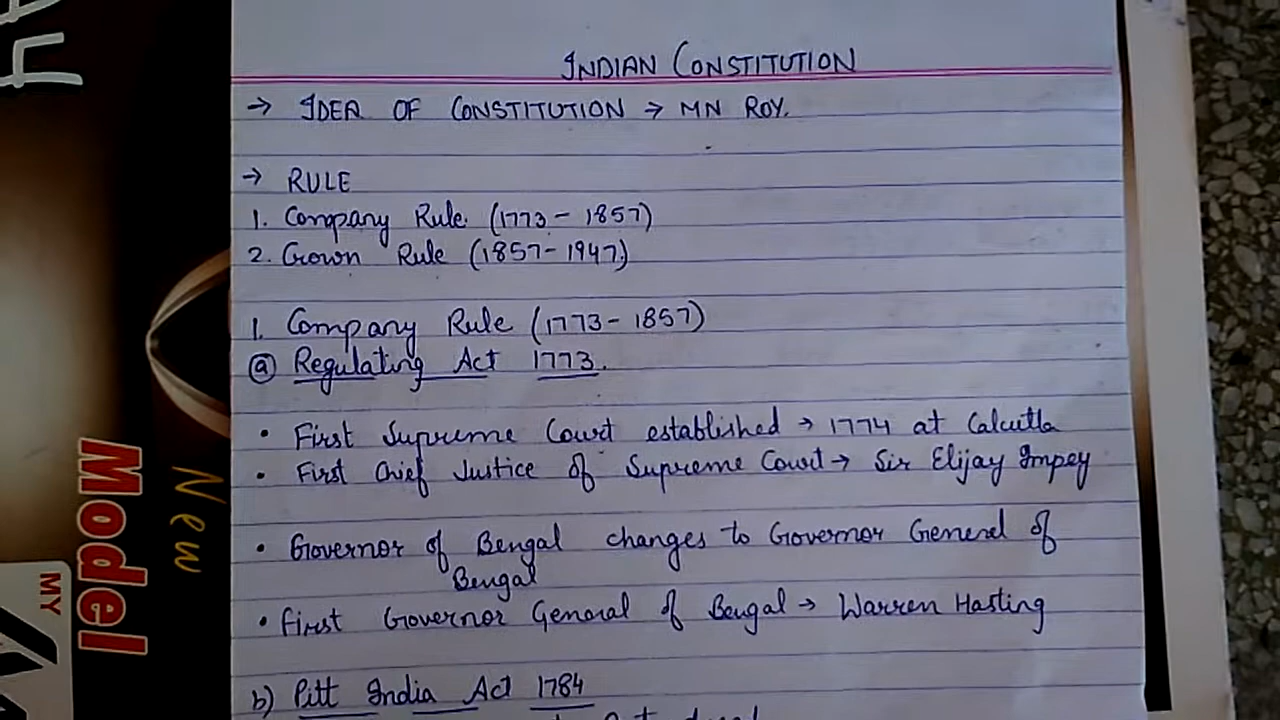 INDIAN CONSTITUTION
→ IDEA OF CONSTITUTION → MN ROY.
→ RULE
1. Company Rule. (1773 - 1857)
2. Crown Rule (1857-1947)
1. Company Rule (1773-1857)
ⓐ Regulating Act 1773.
• First Supreme Court established → 1774 at Calcutta
• First Chief Justice of Supreme Court → Sir Elijay Impey
• Governor of Bengal changes to Governor General of
Bengal
• First Governor General of Bengal → Warren Hasting
b) Pitt India Act 1784
New
Model
MY